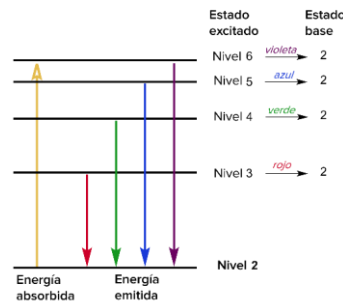 Estado excitado
Estado base
Nivel 6 violeta 2
Nivel 5 azul 2
Nivel 4 verde 2
Nivel 3 rojo 2
Nivel 2
Energía absorbida
Energía emitida